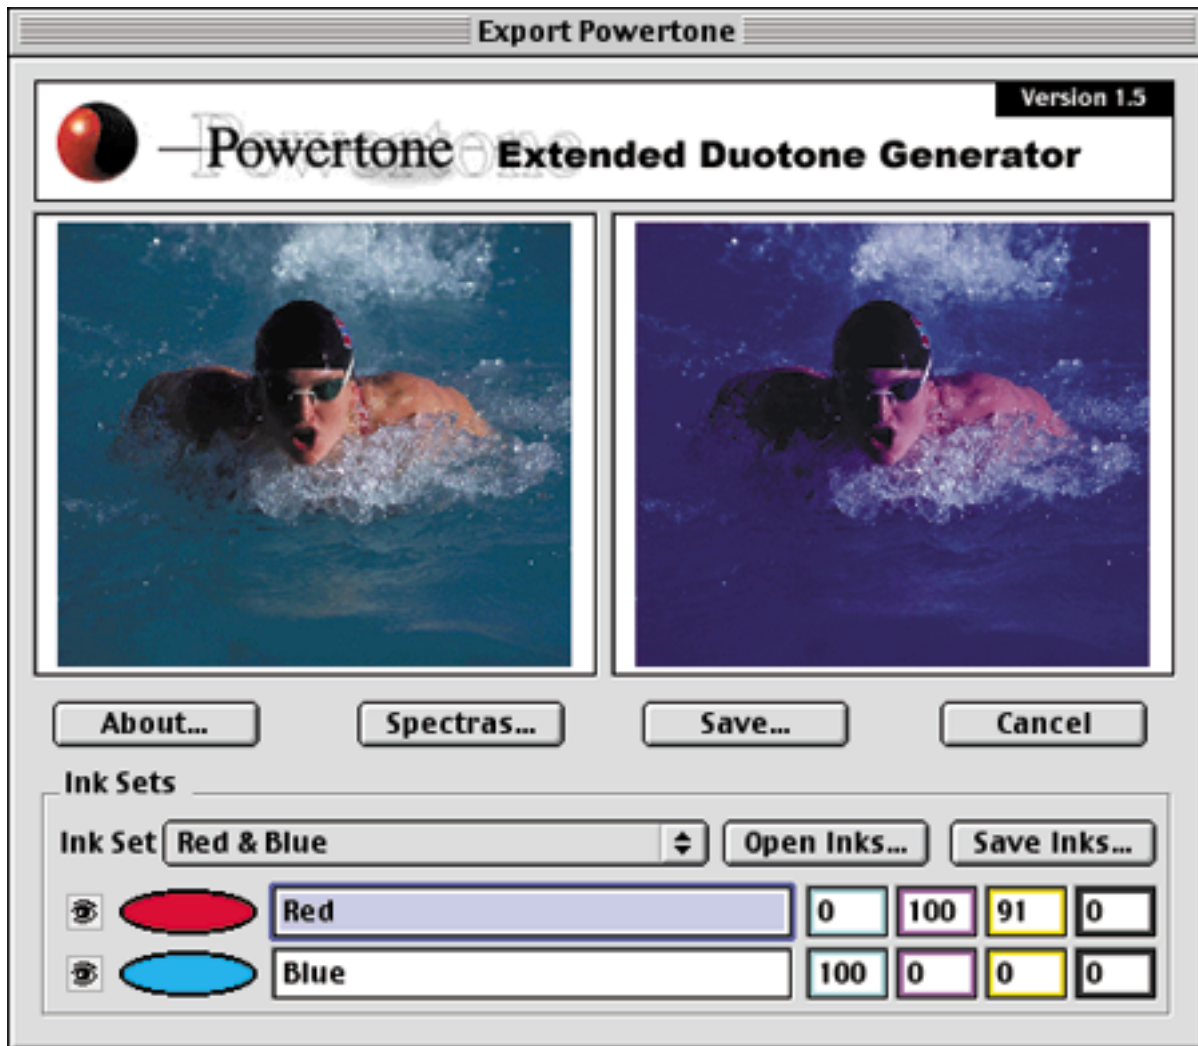 Export Powertone
Version 1.5
Powertone Extended Duotone Generator
About... Spectras... Save... Cancel
Ink Sets
Ink Set Red & Blue Open Inks... Save Inks...
Red 0 100 91 0
Blue 100 0 0 0